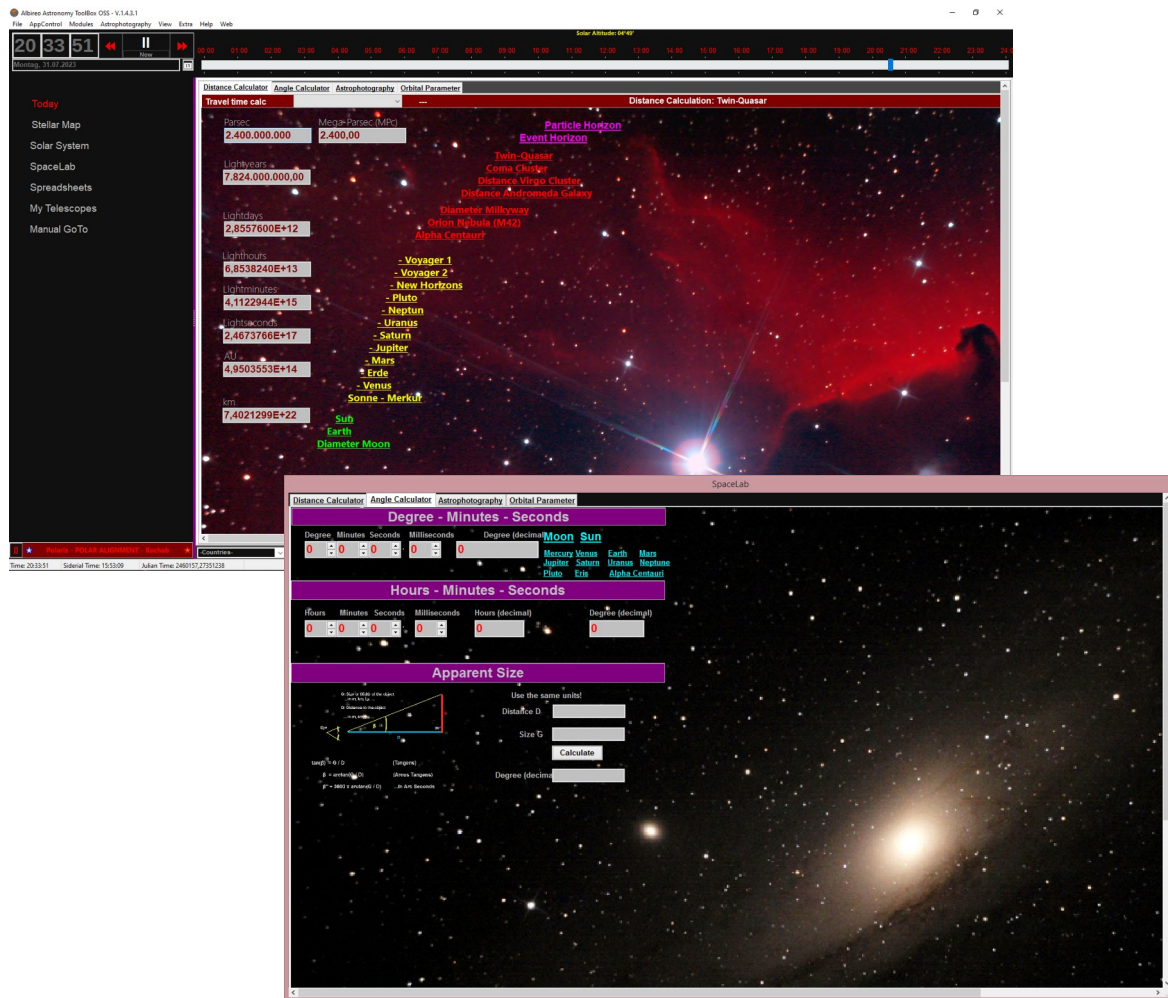 Albireo Astronomy ToolBox OSS - V.1.4.3.1
File AppControl Modules Astrophotography View Extra Help Web
20 33 51
Now
Montag, 31.07.2023
Solar Altitude: 04°49'
00:00 01:00 02:00 03:00 04:00 05:00 06:00 07:00 08:00 09:00 10:00 11:00 12:00 13:00 14:00 15:00 16:00 17:00 18:00 19:00 20:00 21:00 22:00 23:00
Today
Stellar Map
Solar System
SpaceLab
Spreadsheets
My Telescopes
Manual GoTo
Distance Calculator Angle Calculator Astrophotography Orbital Parameter
Travel time calc --- Distance Calculation: Twin-Quasar
Parsec Mega-Parsec (MPc)
2.400.000.000 2.400,00
Lightyears
7.824.000.000,00
Lightdays
2,8557600E+12
Lighthours
6,8538240E+13
Lightminutes
4,1122944E+15
Lightseconds
2,4673766E+17
AU
4,9503553E+14
km
7,4021299E+22
Particle Horizon
Event Horizon
Twin-Quasar
Coma Cluster
Distance Virgo Cluster
Distance Andromeda Galaxy
Diameter Milkyway
Orion Nebula (M42)
Alpha Centauri
- Voyager 1
- Voyager 2
- New Horizons
- Pluto
- Neptun
- Uranus
- Saturn
- Jupiter
- Mars
- Erde
- Venus
Sonne - Merkur
Sun
Earth
Diameter Moon
Polaris - POLAR ALIGNMENT - Kochab
-Countries-
Time: 20:33:51 Siderial Time: 15:53:09 Julian Time: 2460157,27351238
SpaceLab
Distance Calculator Angle Calculator Astrophotography Orbital Parameter
Degree - Minutes - Seconds
Degree Minutes Seconds Milliseconds Degree (decimal
0 0 0 0 0
Moon Sun
Mercury Venus Earth Mars
Jupiter Saturn Uranus Neptune
Pluto Eris Alpha Centauri
Hours - Minutes - Seconds
Hours Minutes Seconds Milliseconds Hours (decimal) Degree (decimal)
0 0 0 0 0 0
Apparent Size
Use the same units!
Distance D
Size G
Calculate
Degree (decima
D: Distance to the object
tan(β) = G / D (Tangens)
β = arctan(G / D) (Arcus Tangens)
β" = 3600 x arctan(G / D) ...in Arc Seconds